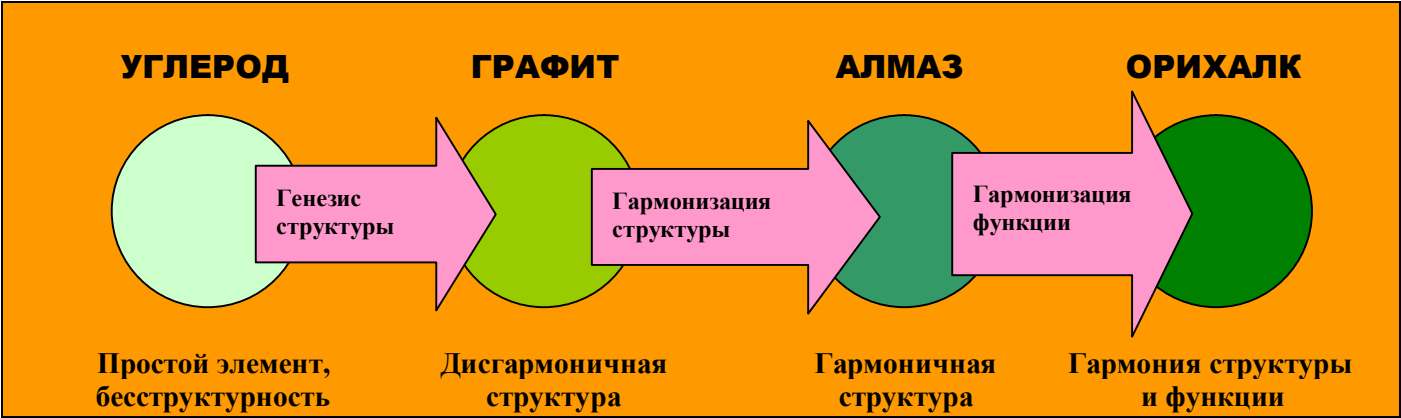 УГЛЕРОД
ГРАФИТ
АЛМАЗ
ОРИХАЛК
Генезис
структуры
Гармонизация
структуры
Гармонизация
функции
Простой элемент,
бесструктурность
Дисгармоничная
структура
Гармоничная
структура
Гармония структуры
и функции